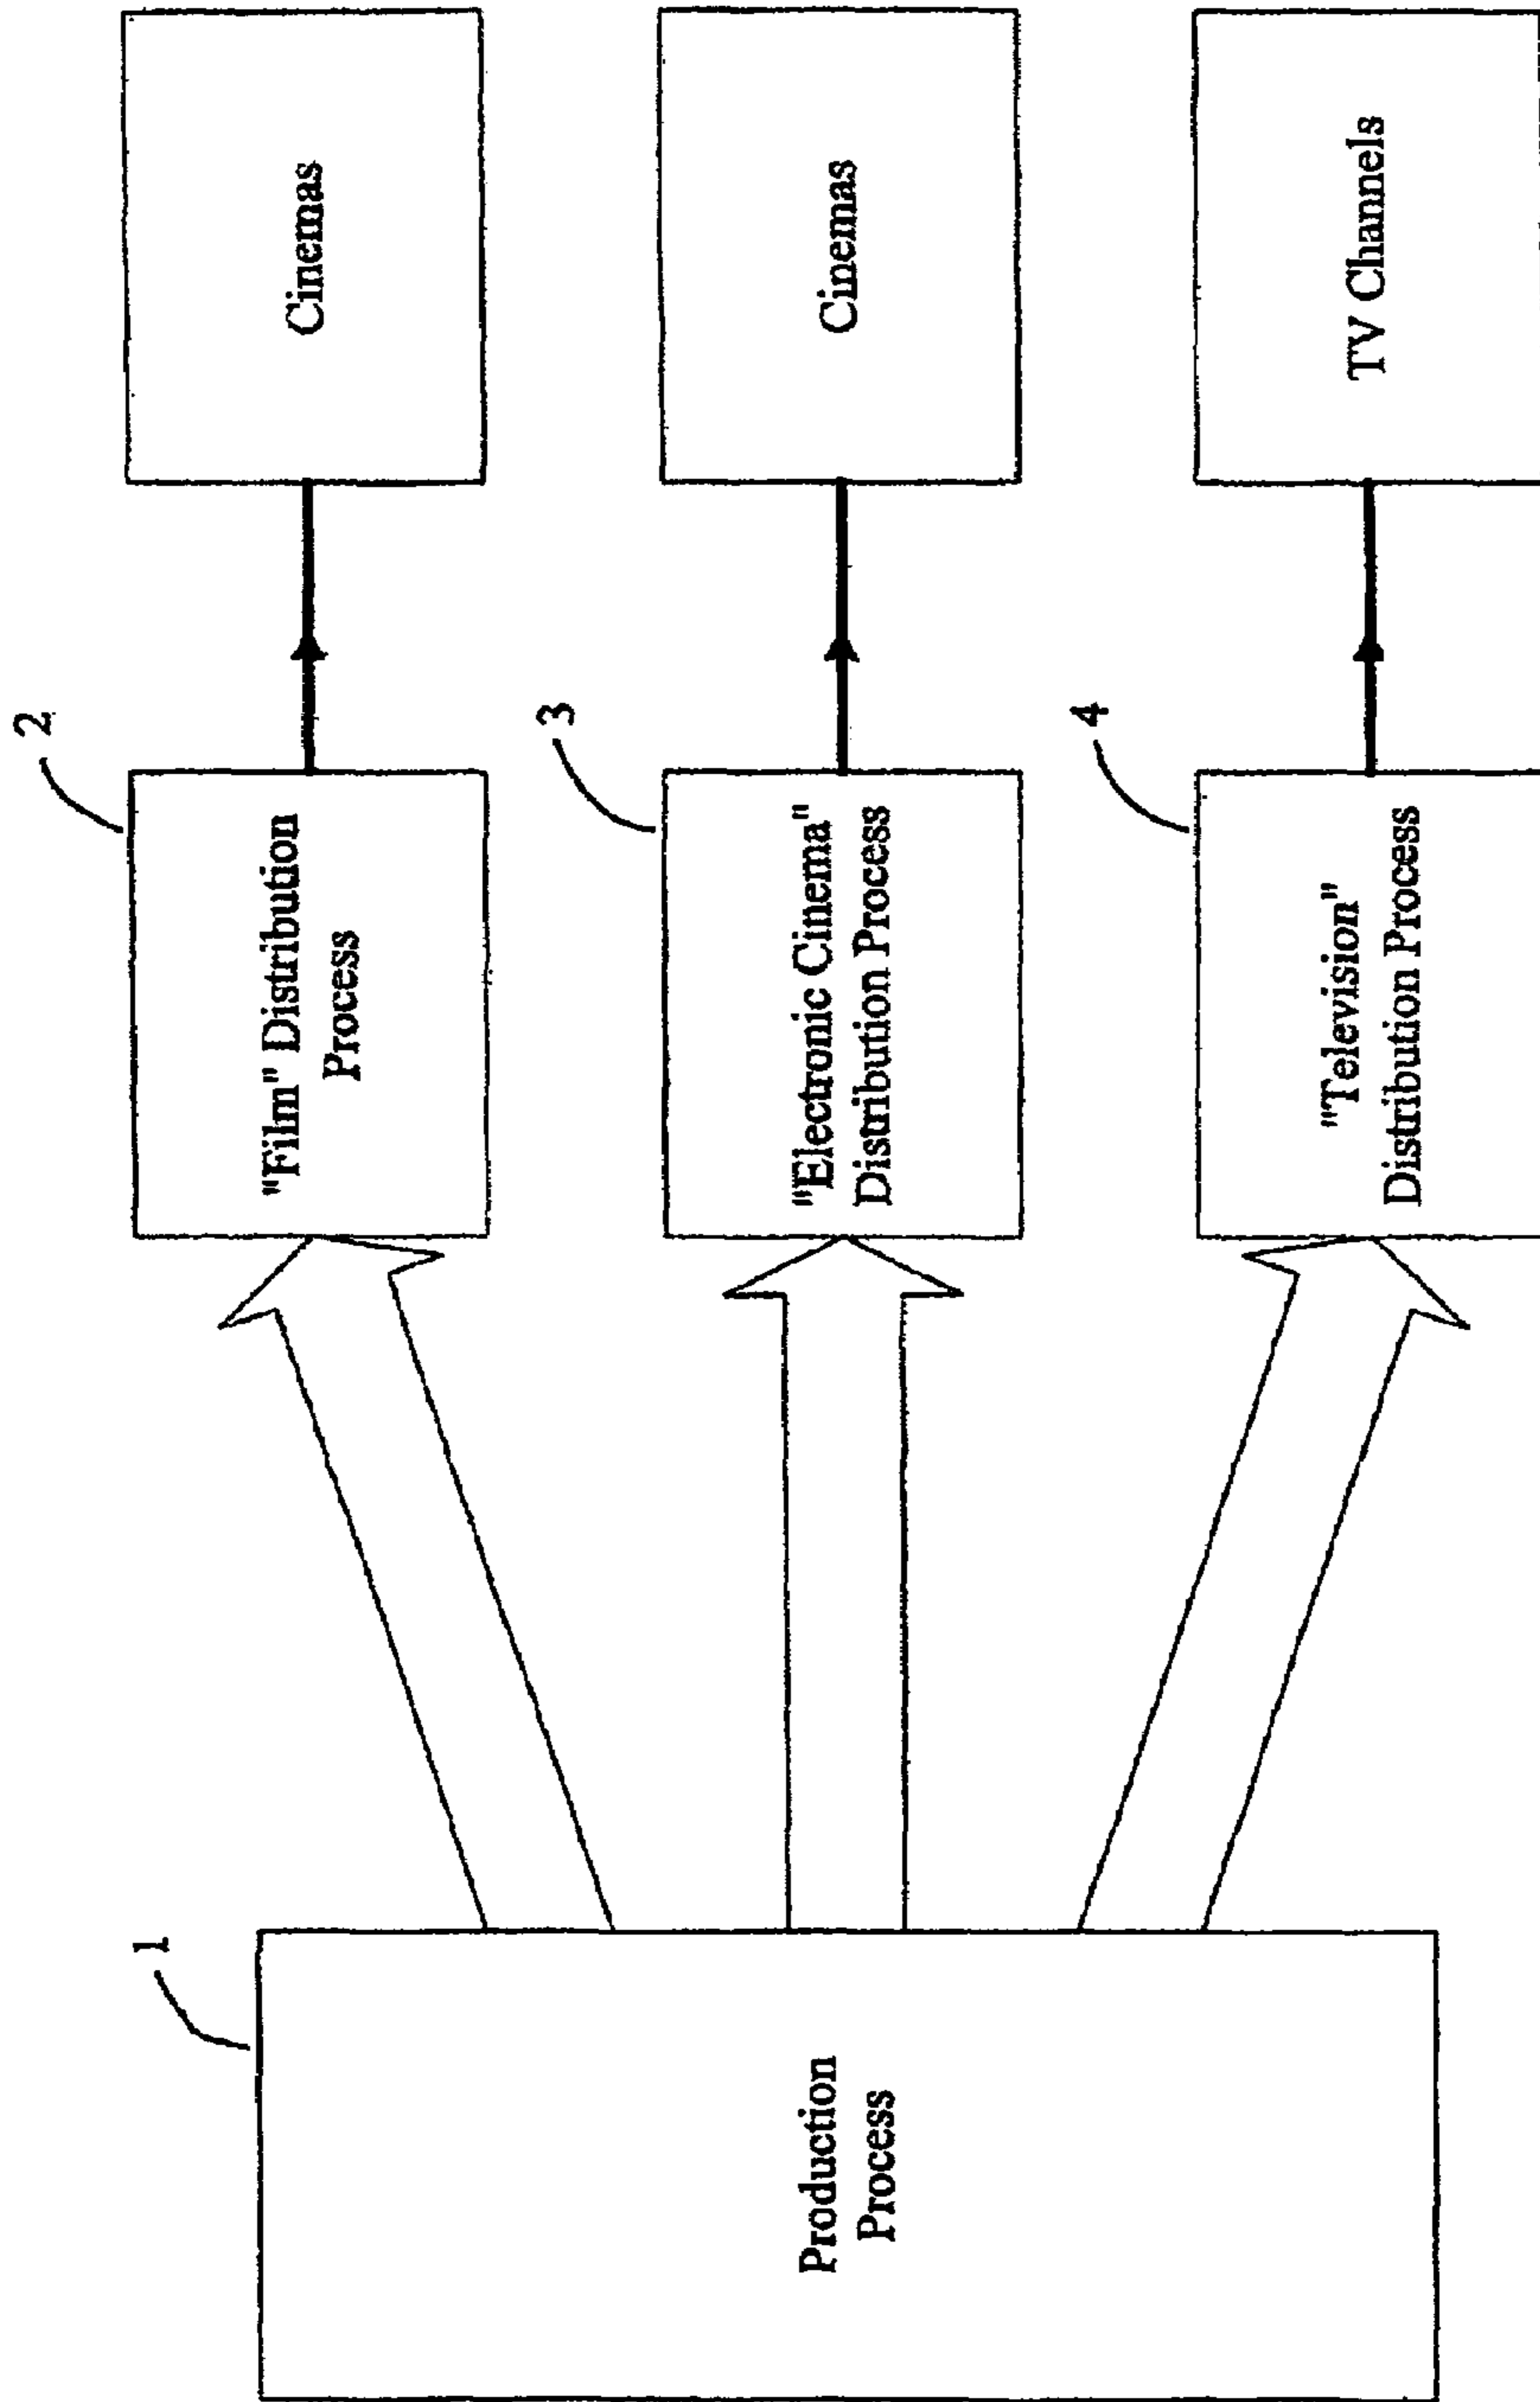 1
Production
Process
2
"Film" Distribution
Process
Cinemas
3
"Electronic Cinema"
Distribution Process
Cinemas
4
"Television"
Distribution Process
TV Channels